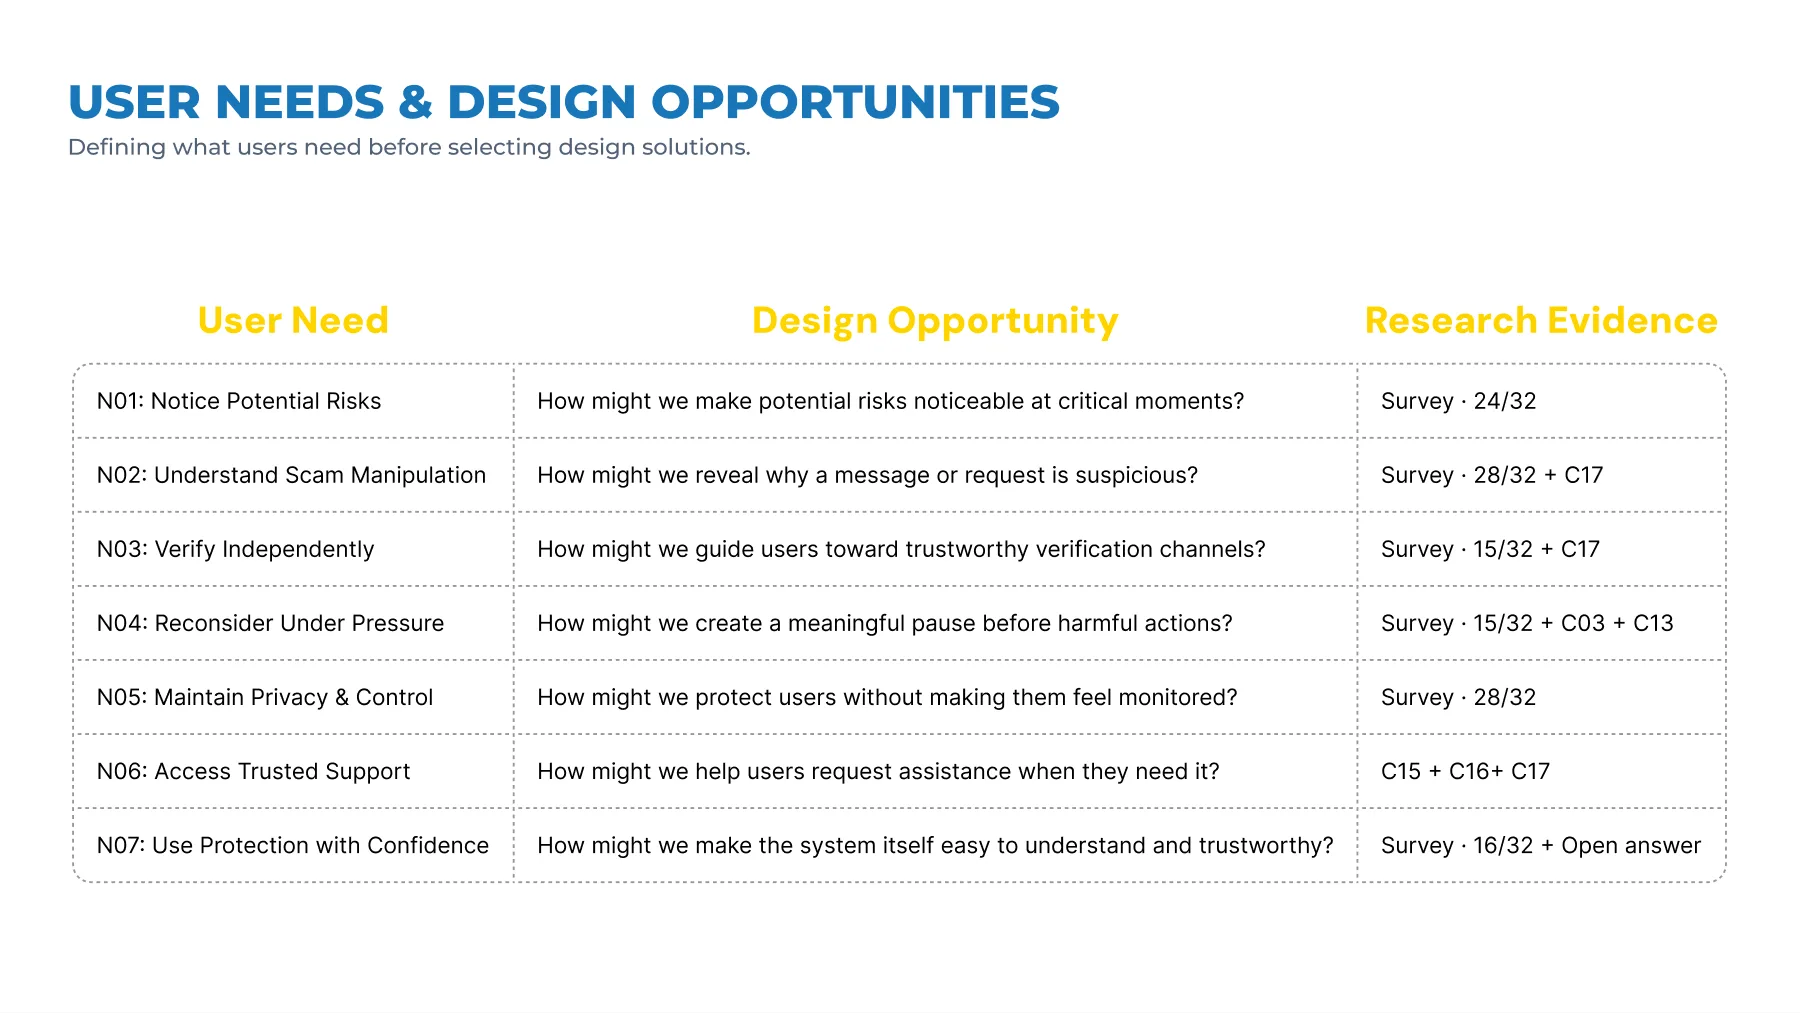 USER NEEDS & DESIGN OPPORTUNITIES
Defining what users need before selecting design solutions.
User Need Design Opportunity Research Evidence
N01: Notice Potential Risks How might we make potential risks noticeable at critical moments? Survey · 24/32
N02: Understand Scam Manipulation How might we reveal why a message or request is suspicious? Survey · 28/32 + C17
N03: Verify Independently How might we guide users toward trustworthy verification channels? Survey · 15/32 + C17
N04: Reconsider Under Pressure How might we create a meaningful pause before harmful actions? Survey · 15/32 + C03 + C13
N05: Maintain Privacy & Control How might we protect users without making them feel monitored? Survey · 28/32
N06: Access Trusted Support How might we help users request assistance when they need it? C15 + C16+ C17
N07: Use Protection with Confidence How might we make the system itself easy to understand and trustworthy? Survey · 16/32 + Open answer